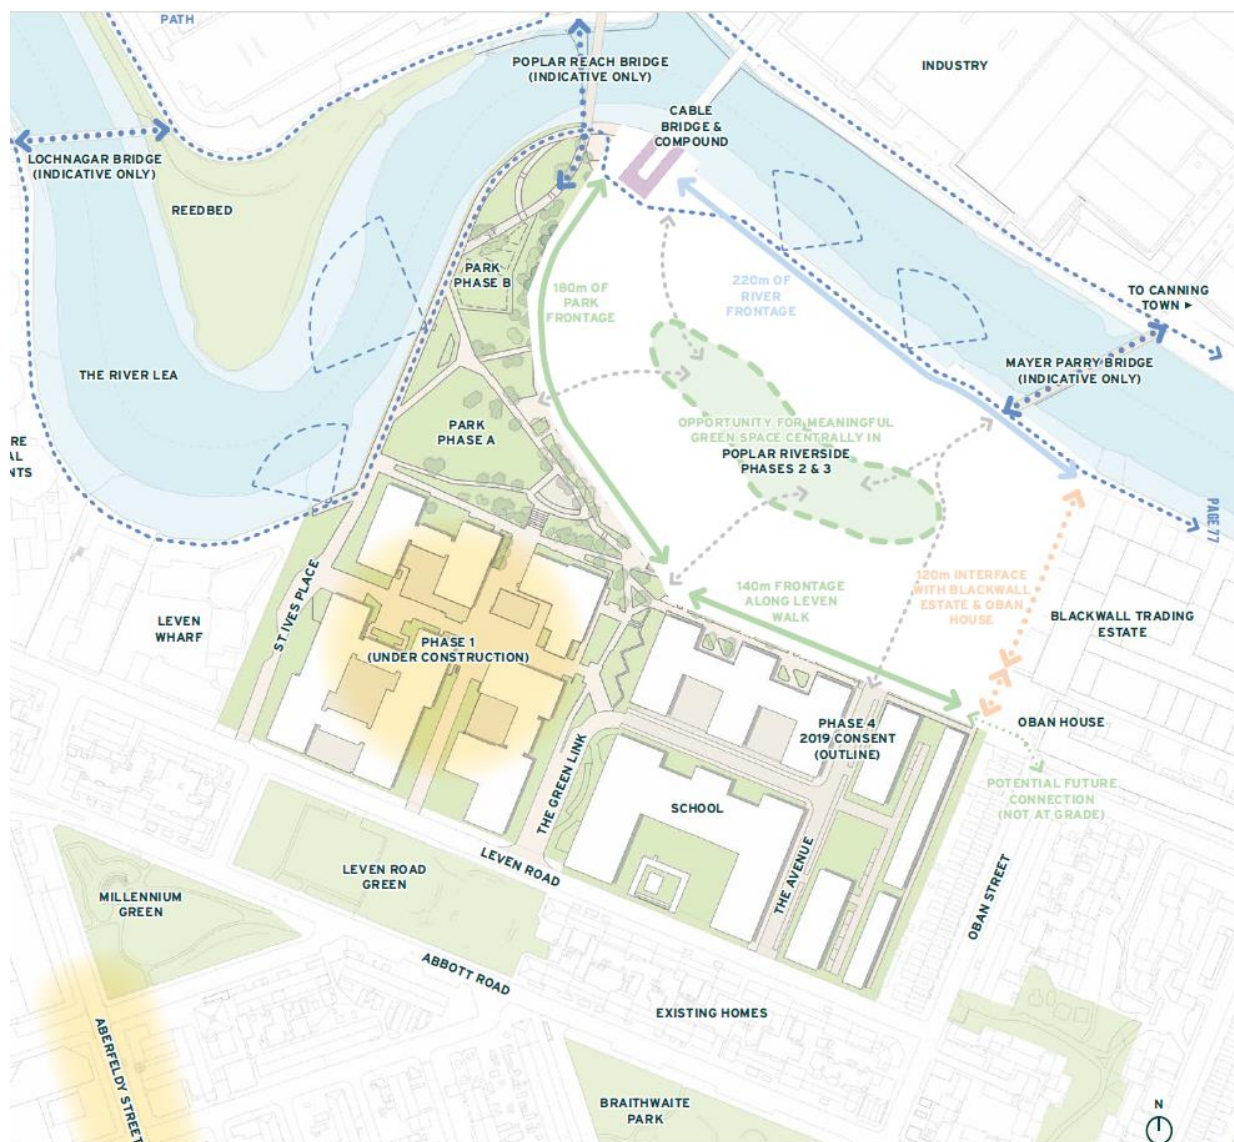 PATH
POPLAR REACH BRIDGE
(INDICATIVE ONLY)
INDUSTRY
CABLE
BRIDGE &
COMPOUND
LOCHNAGAR BRIDGE
(INDICATIVE ONLY)
REEDBED
PARK
PHASE B
180m OF
PARK
FRONTAGE
220m OF
RIVER
FRONTAGE
TO CANNING
TOWN ►
MAYER PARRY BRIDGE
(INDICATIVE ONLY)
THE RIVER LEA
PARK
PHASE A
OPPORTUNITY FOR MEANINGFUL
GREEN SPACE CENTRALLY IN
POPLAR RIVERSIDE
PHASES 2 & 3
RE
AL
NTS
PAGE 77
ST. IVES PLACE
LEVEN
WHARF
PHASE 1
(UNDER CONSTRUCTION)
140m FRONTAGE
ALONG LEVEN
WALK
120m INTERFACE
WITH BLACKWALL
ESTATE & OBAN
HOUSE
BLACKWALL TRADING
ESTATE
PHASE 4
2019 CONSENT
(OUTLINE)
OBAN HOUSE
POTENTIAL FUTURE
CONNECTION
(NOT AT GRADE)
THE GREEN LINK
SCHOOL
LEVEN ROAD
THE AVENUE
OBAN STREET
LEVEN ROAD
GREEN
MILLENNIUM
GREEN
ABBOTT ROAD
EXISTING HOMES
ABERFELDY STREET
BRAITHWAITE
PARK
N